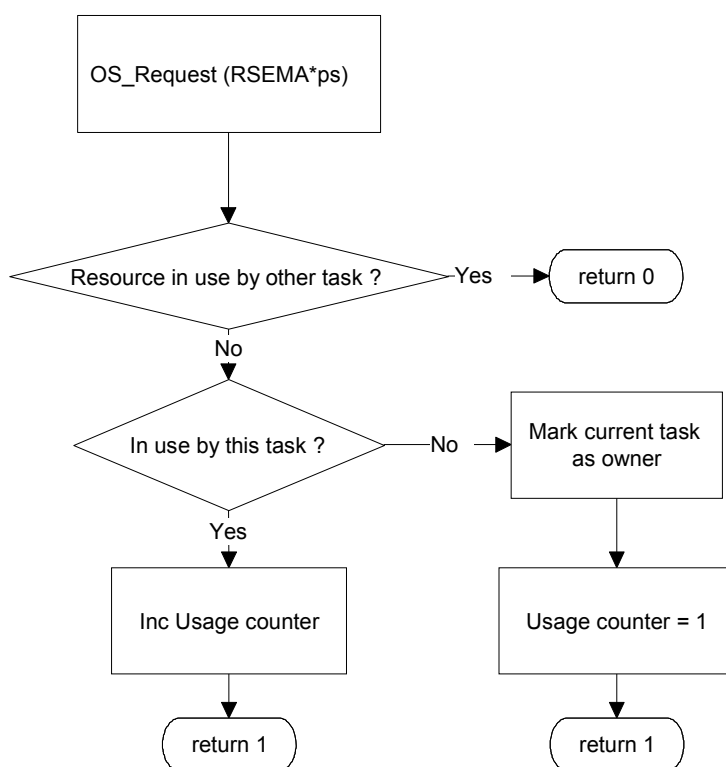 OS_Request (RSEMA*ps)
Resource in use by other task ?
Yes
return 0
No
In use by this task ?
No
Mark current task
as owner
Yes
Inc Usage counter
Usage counter = 1
return 1
return 1